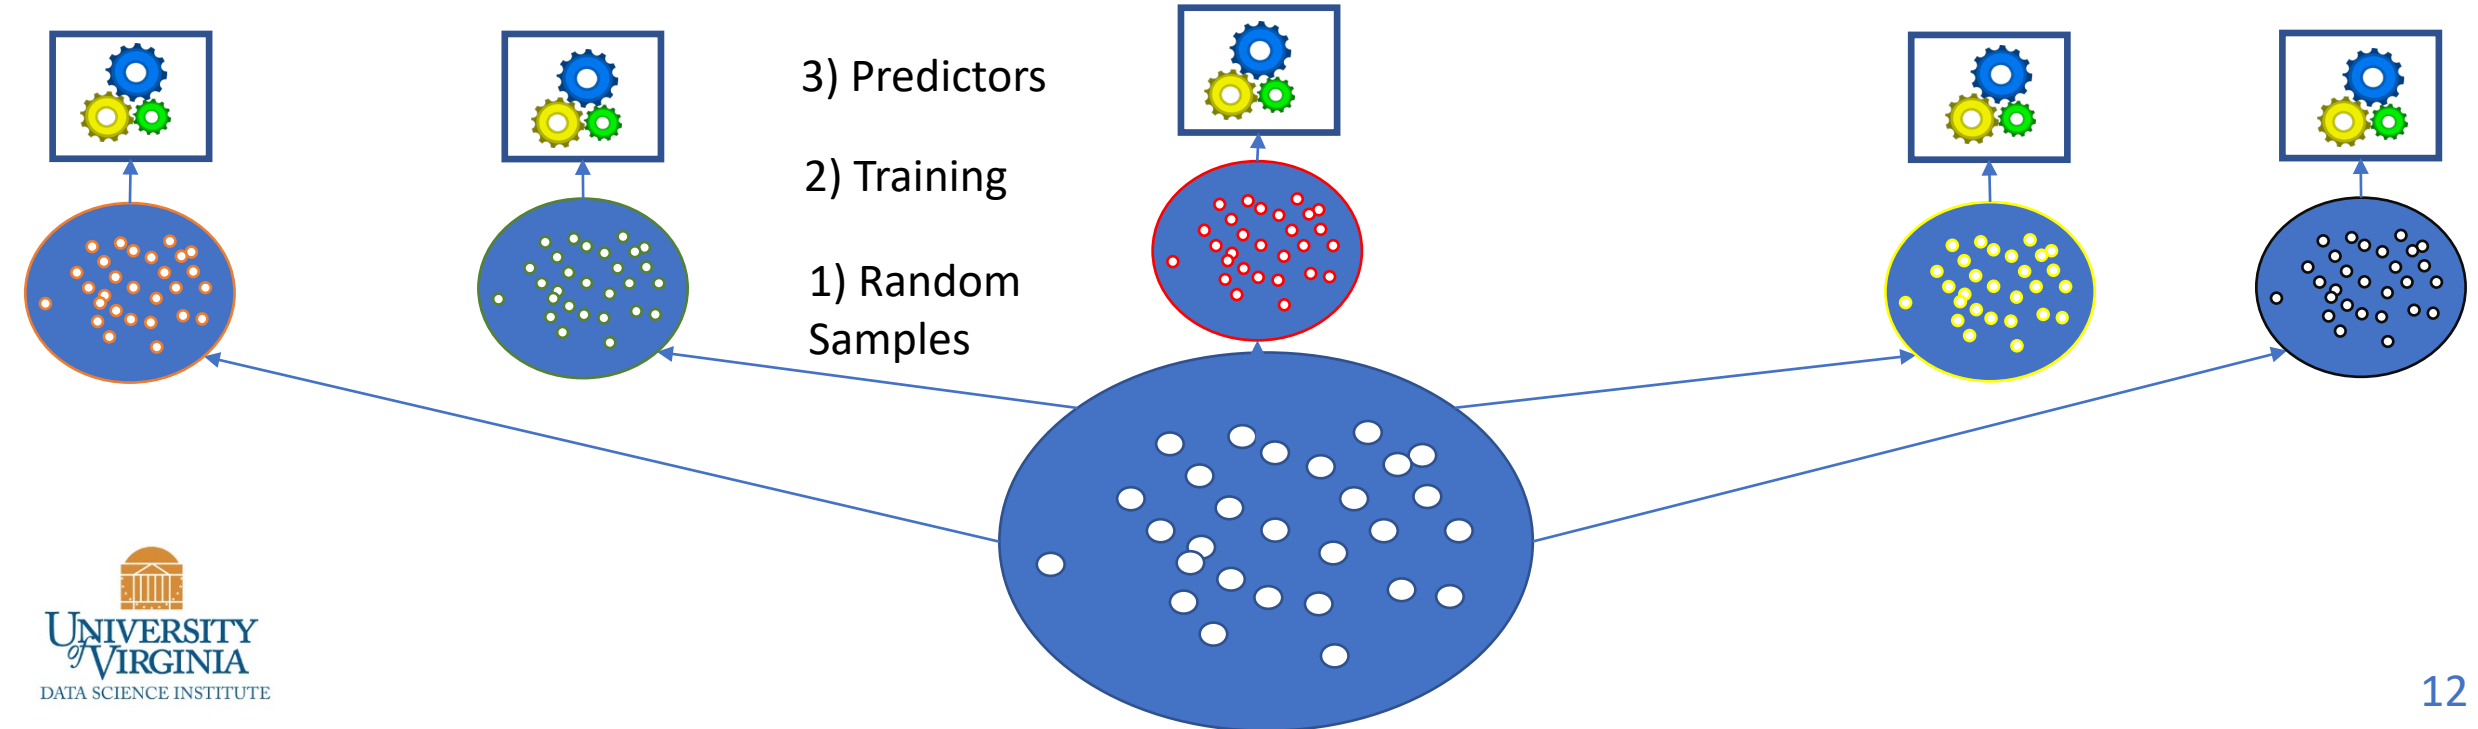 3) Predictors
2) Training
1) Random
Samples
UNIVERSITY
of VIRGINIA
DATA SCIENCE INSTITUTE
12